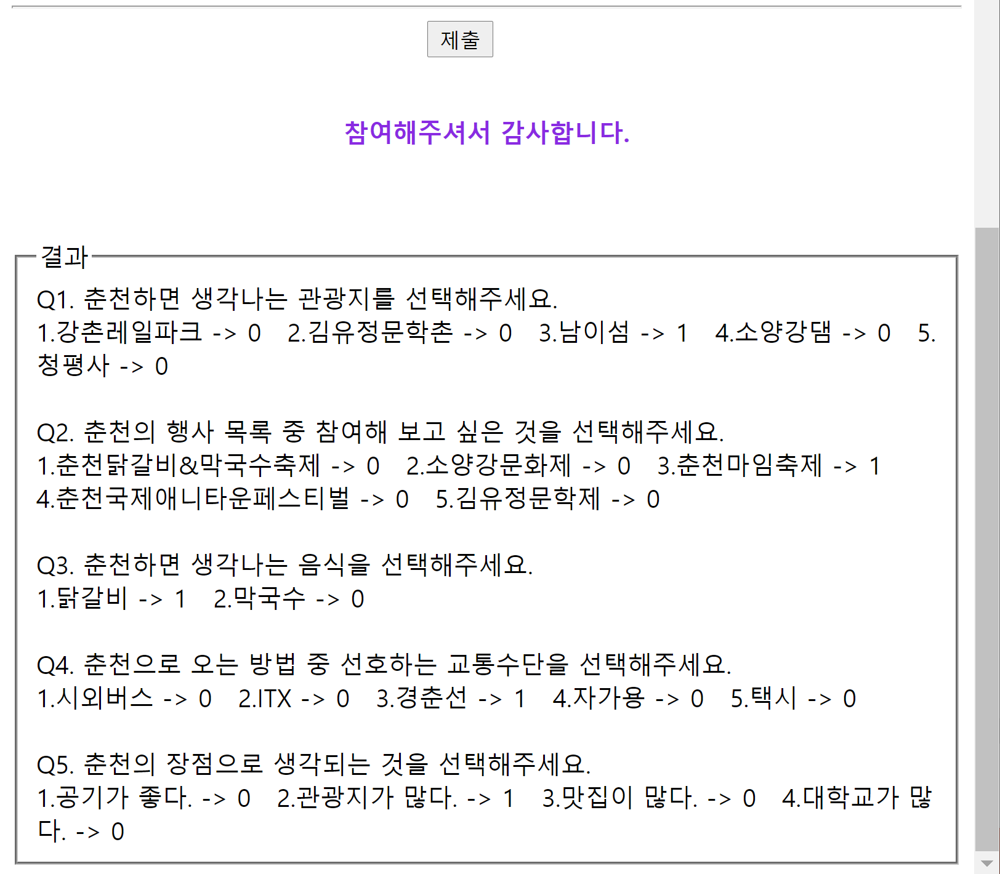 제출
참여해주셔서 감사합니다.
결과
Q1. 춘천하면 생각나는 관광지를 선택해주세요.
1.강촌레일파크 -> 0 2.김유정문학촌 -> 0 3.남이섬 -> 1 4.소양강댐 -> 0 5.
청평사 -> 0
Q2. 춘천의 행사 목록 중 참여해 보고 싶은 것을 선택해주세요.
1.춘천닭갈비&막국수축제 -> 0 2.소양강문화제 -> 0 3.춘천마임축제 -> 1
4.춘천국제애니타운페스티벌 -> 0 5.김유정문학제 -> 0
Q3. 춘천하면 생각나는 음식을 선택해주세요.
1.닭갈비 -> 1 2.막국수 -> 0
Q4. 춘천으로 오는 방법 중 선호하는 교통수단을 선택해주세요.
1.시외버스 -> 0 2.ITX -> 0 3.경춘선 -> 1 4.자가용 -> 0 5.택시 -> 0
Q5. 춘천의 장점으로 생각되는 것을 선택해주세요.
1.공기가 좋다. -> 0 2.관광지가 많다. -> 1 3.맛집이 많다. -> 0 4.대학교가 많
다. -> 0